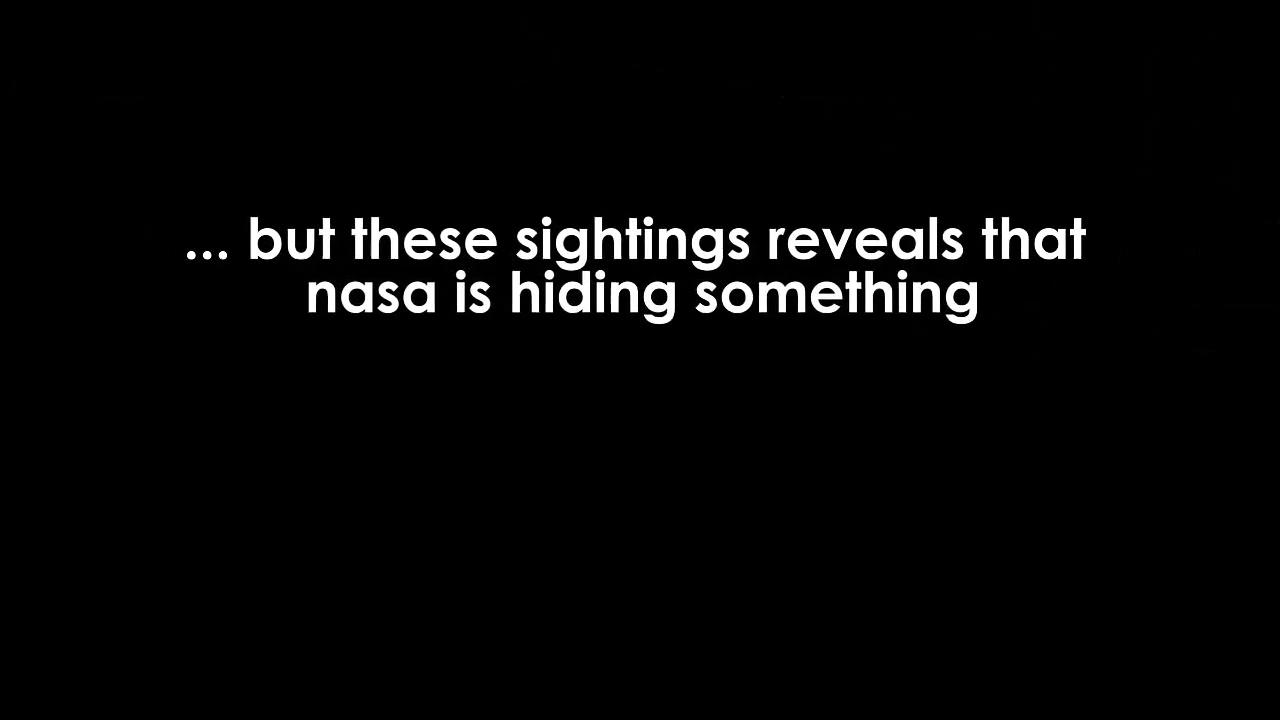 ... but these sightings reveals that
nasa is hiding something